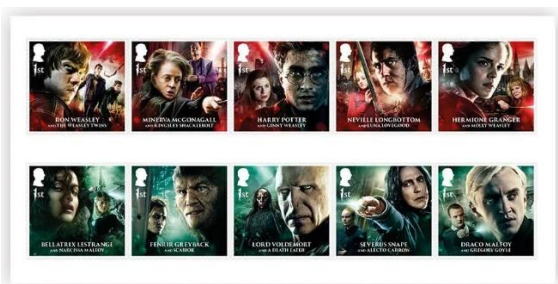 1st
RON WEASLEY
AND THE WEASLEY TWINS
1st
MINERVA MCGONAGALL
AND KINGSLEY SHACKLEBOLT
1st
HARRY POTTER
AND GINNY WEASLEY
1st
NEVILLE LONGBOTTOM
AND LUNA LOVEGOOD
1st
HERMIONE GRANGER
AND MOLLY WEASLEY
1st
BELLATRIX LESTRANGE
AND NARCISSA MALFOY
1st
FENRIR GREYBACK
AND SCABIOR
1st
LORD VOLDEMORT
AND A DEATH EATER
1st
SEVERUS SNAPE
AND ALECTO CARROW
1st
DRACO MALFOY
AND GREGORY GOYLE